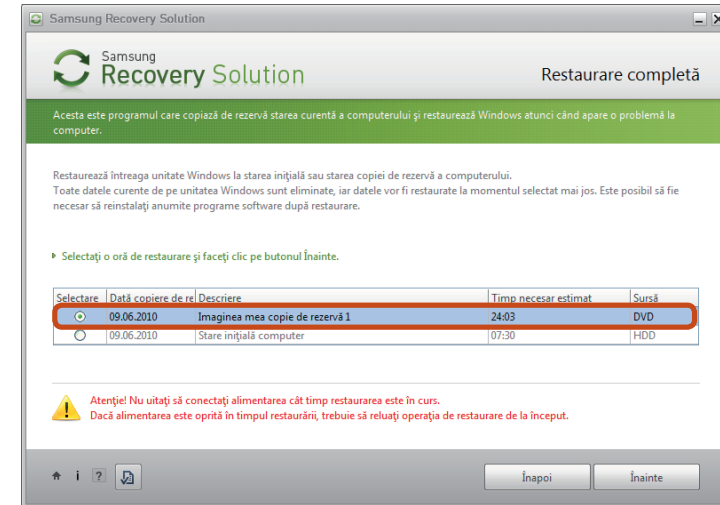 Samsung Recovery Solution
Samsung
Recovery Solution
Restaurare completă
Acesta este programul care copiază de rezervă starea curentă a computerului şi restaurează Windows atunci când apare o problemă la
computer.
Restaurează întreaga unitate Windows la starea iniţială sau starea copiei de rezervă a computerului.
Toate datele curente de pe unitatea Windows sunt eliminate, iar datele vor fi restaurate la momentul selectat mai jos. Este posibil să fie
necesar să reinstalaţi anumite programe software după restaurare.
Selectaţi o oră de restaurare şi faceţi clic pe butonul Înainte.
Selectare Dată copiere de re Descriere Timp necesar estimat Sursă
09.06.2010 Imaginea mea copie de rezervă 1 24:03 DVD
09.06.2010 Stare iniţială computer 07:30 HDD
Atenţie! Nu uitaţi să conectaţi alimentarea cât timp restaurarea este în curs.
Dacă alimentarea este oprită în timpul restaurării, trebuie să reluaţi operaţia de restaurare de la început.
i ? Înapoi Înainte